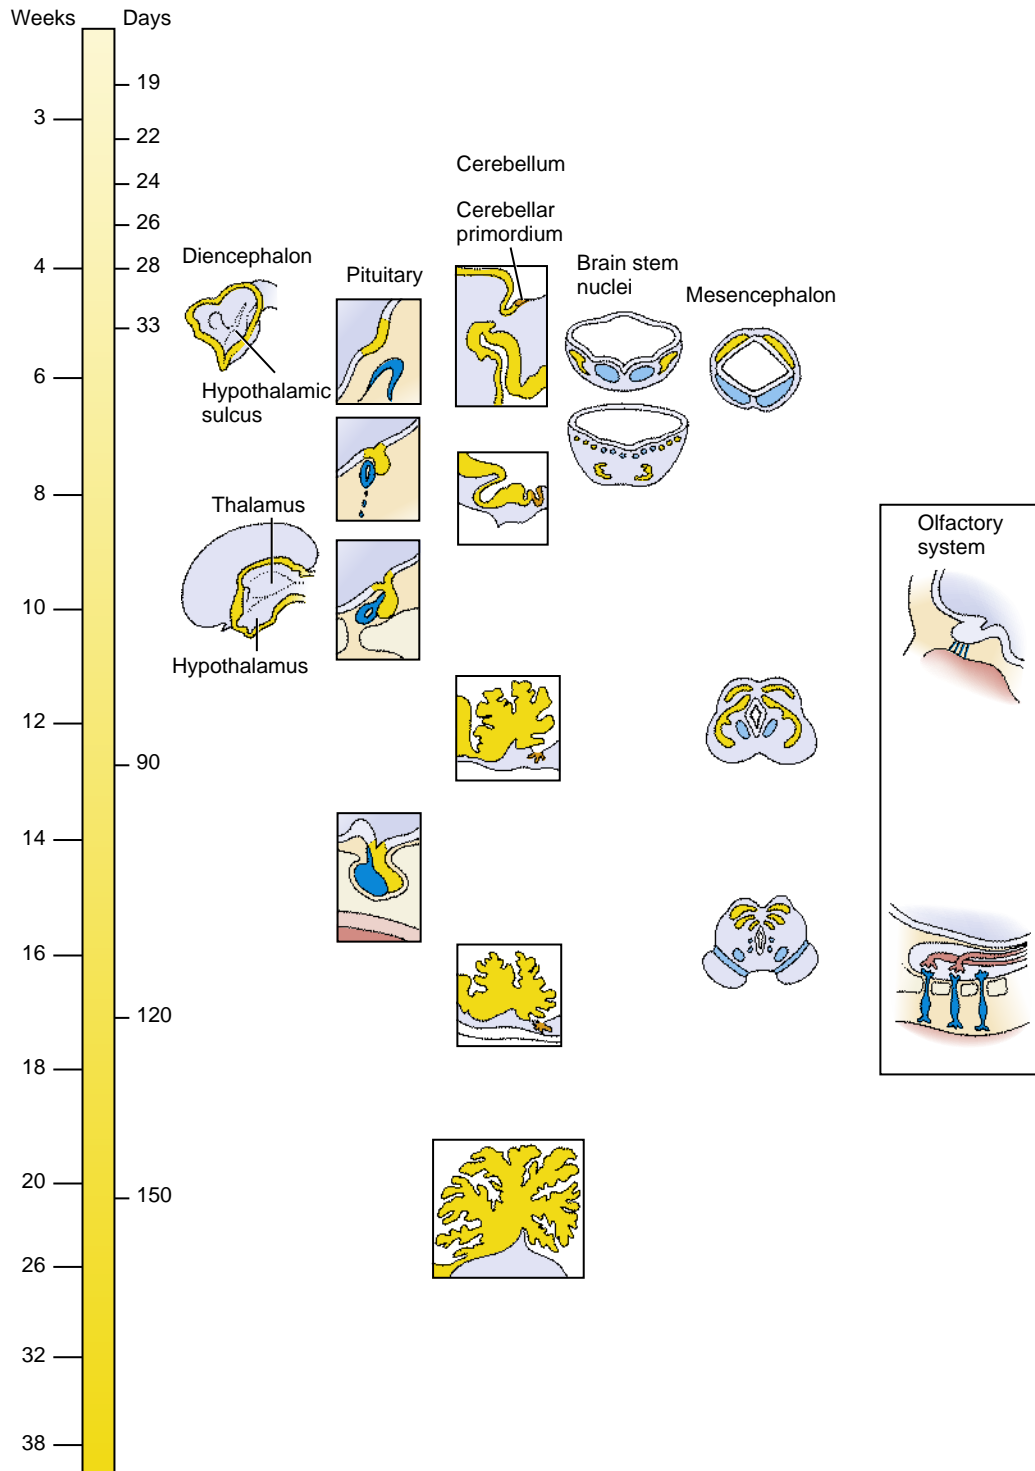 Weeks Days
19
3
22
Cerebellum
24
Cerebellar
primordium
26
Diencephalon
Brain stem
nuclei
4
28
Pituitary
Mesencephalon
33
6
Hypothalamic
sulcus
8
Thalamus
Olfactory
system
10
Hypothalamus
12
90
14
16
120
18
20
150
26
32
38